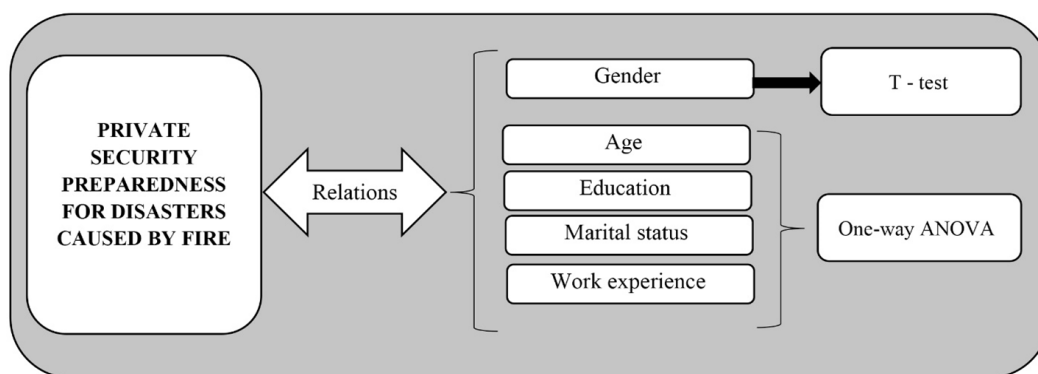 PRIVATE
SECURITY
PREPAREDNESS
FOR DISASTERS
CAUSED BY FIRE
Relations
Gender
Age
Education
Marital status
Work experience
T - test
One-way ANOVA